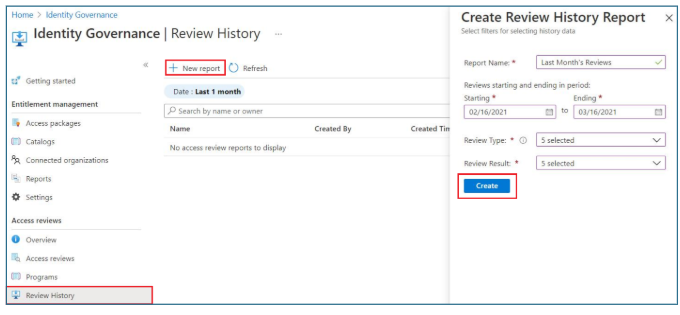 Home > Identity Governance
Identity Governance | Review History ...
«
Getting started
Entitlement management
Access packages
Catalogs
Connected organizations
Reports
Settings
Access reviews
Overview
Access reviews
Programs
Review History
+ New report Refresh
Date : Last 1 month
Search by name or owner
Name Created By Created Tim
No access review reports to display
Create Review History Report ×
Select filters for selecting history data
Report Name: * Last Month's Reviews
Reviews starting and ending in period:
Starting * Ending *
02/16/2021 to 03/16/2021
Review Type: * 5 selected
Review Result: * 5 selected
Create